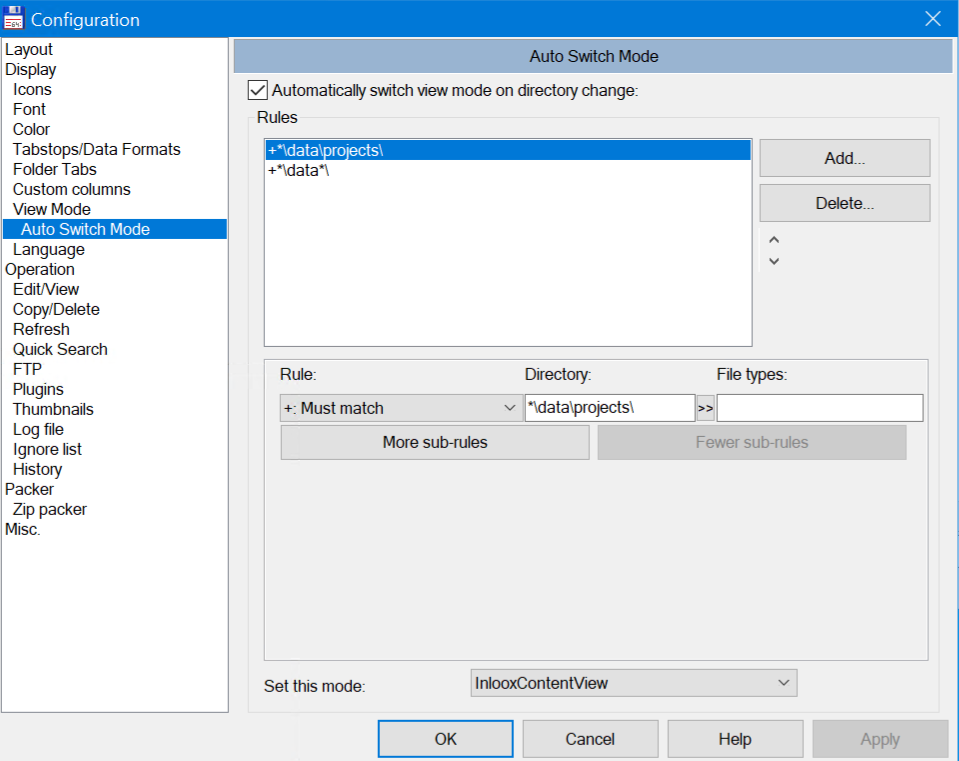 Configuration
Layout
Display
Icons
Font
Color
Tabstops/Data Formats
Folder Tabs
Custom columns
View Mode
Auto Switch Mode
Language
Operation
Edit/View
Copy/Delete
Refresh
Quick Search
FTP
Plugins
Thumbnails
Log file
Ignore list
History
Packer
Zip packer
Misc.
Auto Switch Mode
Automatically switch view mode on directory change:
Rules
+*\data\projects\
+*\data*\
Add...
Delete...
Rule: Directory: File types:
+: Must match *\data\projects\ >>
More sub-rules Fewer sub-rules
Set this mode: InlooxContentView
OK Cancel Help Apply